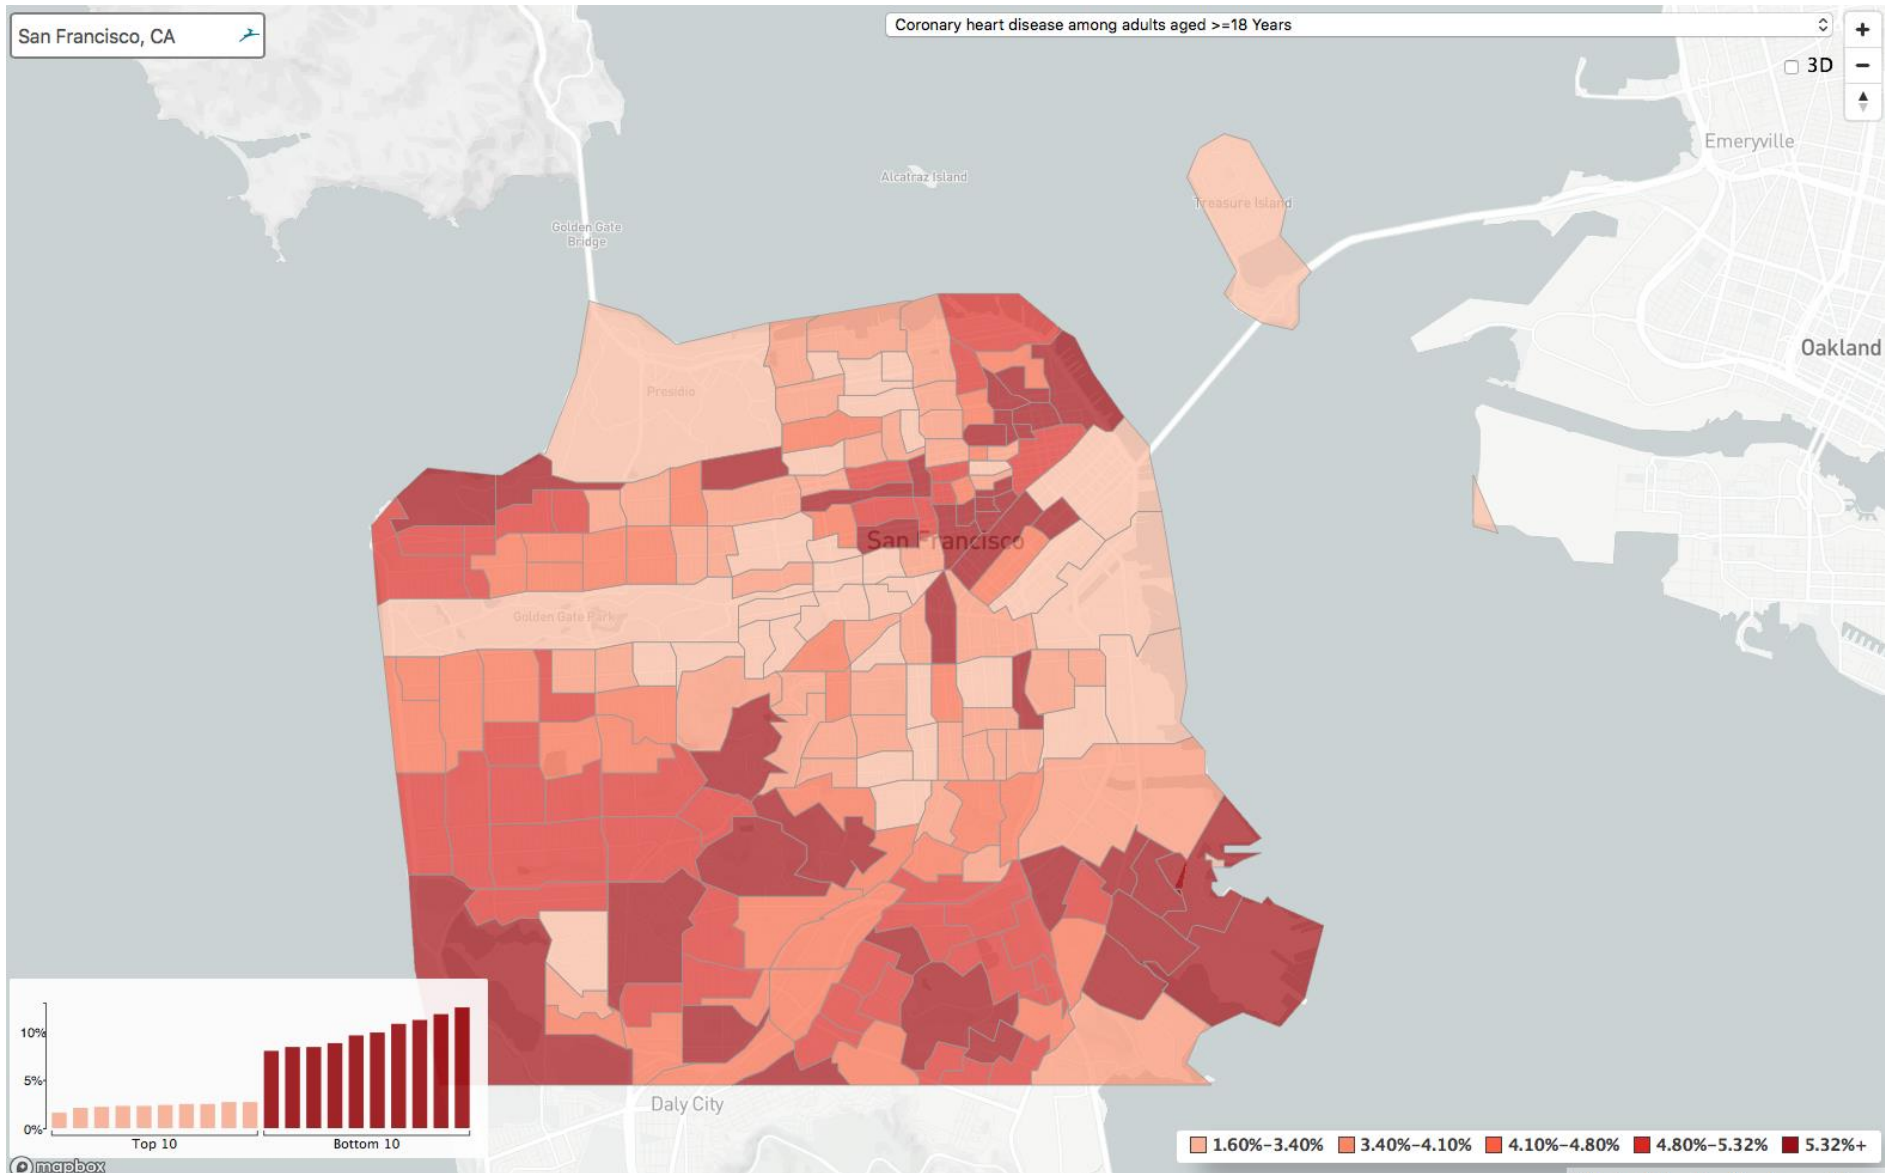 San Francisco, CA
Coronary heart disease among adults aged >=18 Years
+
3D
−
Emeryville
Alcatraz Island
Treasure Island
Golden Gate
Bridge
Oakland
Presidio
San Francisco
Golden Gate Park
10%
5%
0%
Top 10
Bottom 10
Daly City
1.60%−3.40%
3.40%−4.10%
4.10%−4.80%
4.80%−5.32%
5.32%+
mapbox